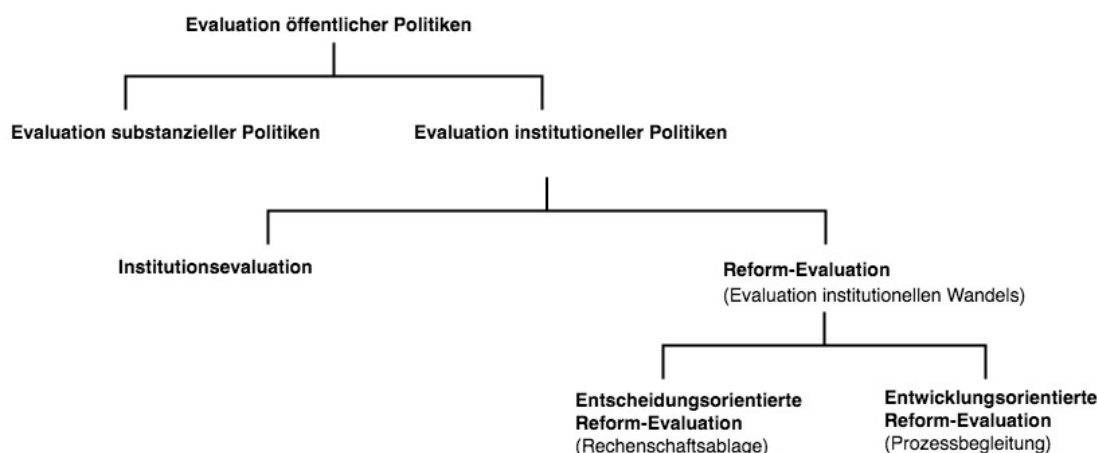 Evaluation öffentlicher Politiken
Evaluation substanzieller Politiken
Evaluation institutioneller Politiken
Institutionsevaluation
Reform-Evaluation
(Evaluation institutionellen Wandels)
Entscheidungsorientierte
Reform-Evaluation
(Rechenschaftsablage)
Entwicklungsorientierte
Reform-Evaluation
(Prozessbegleitung)